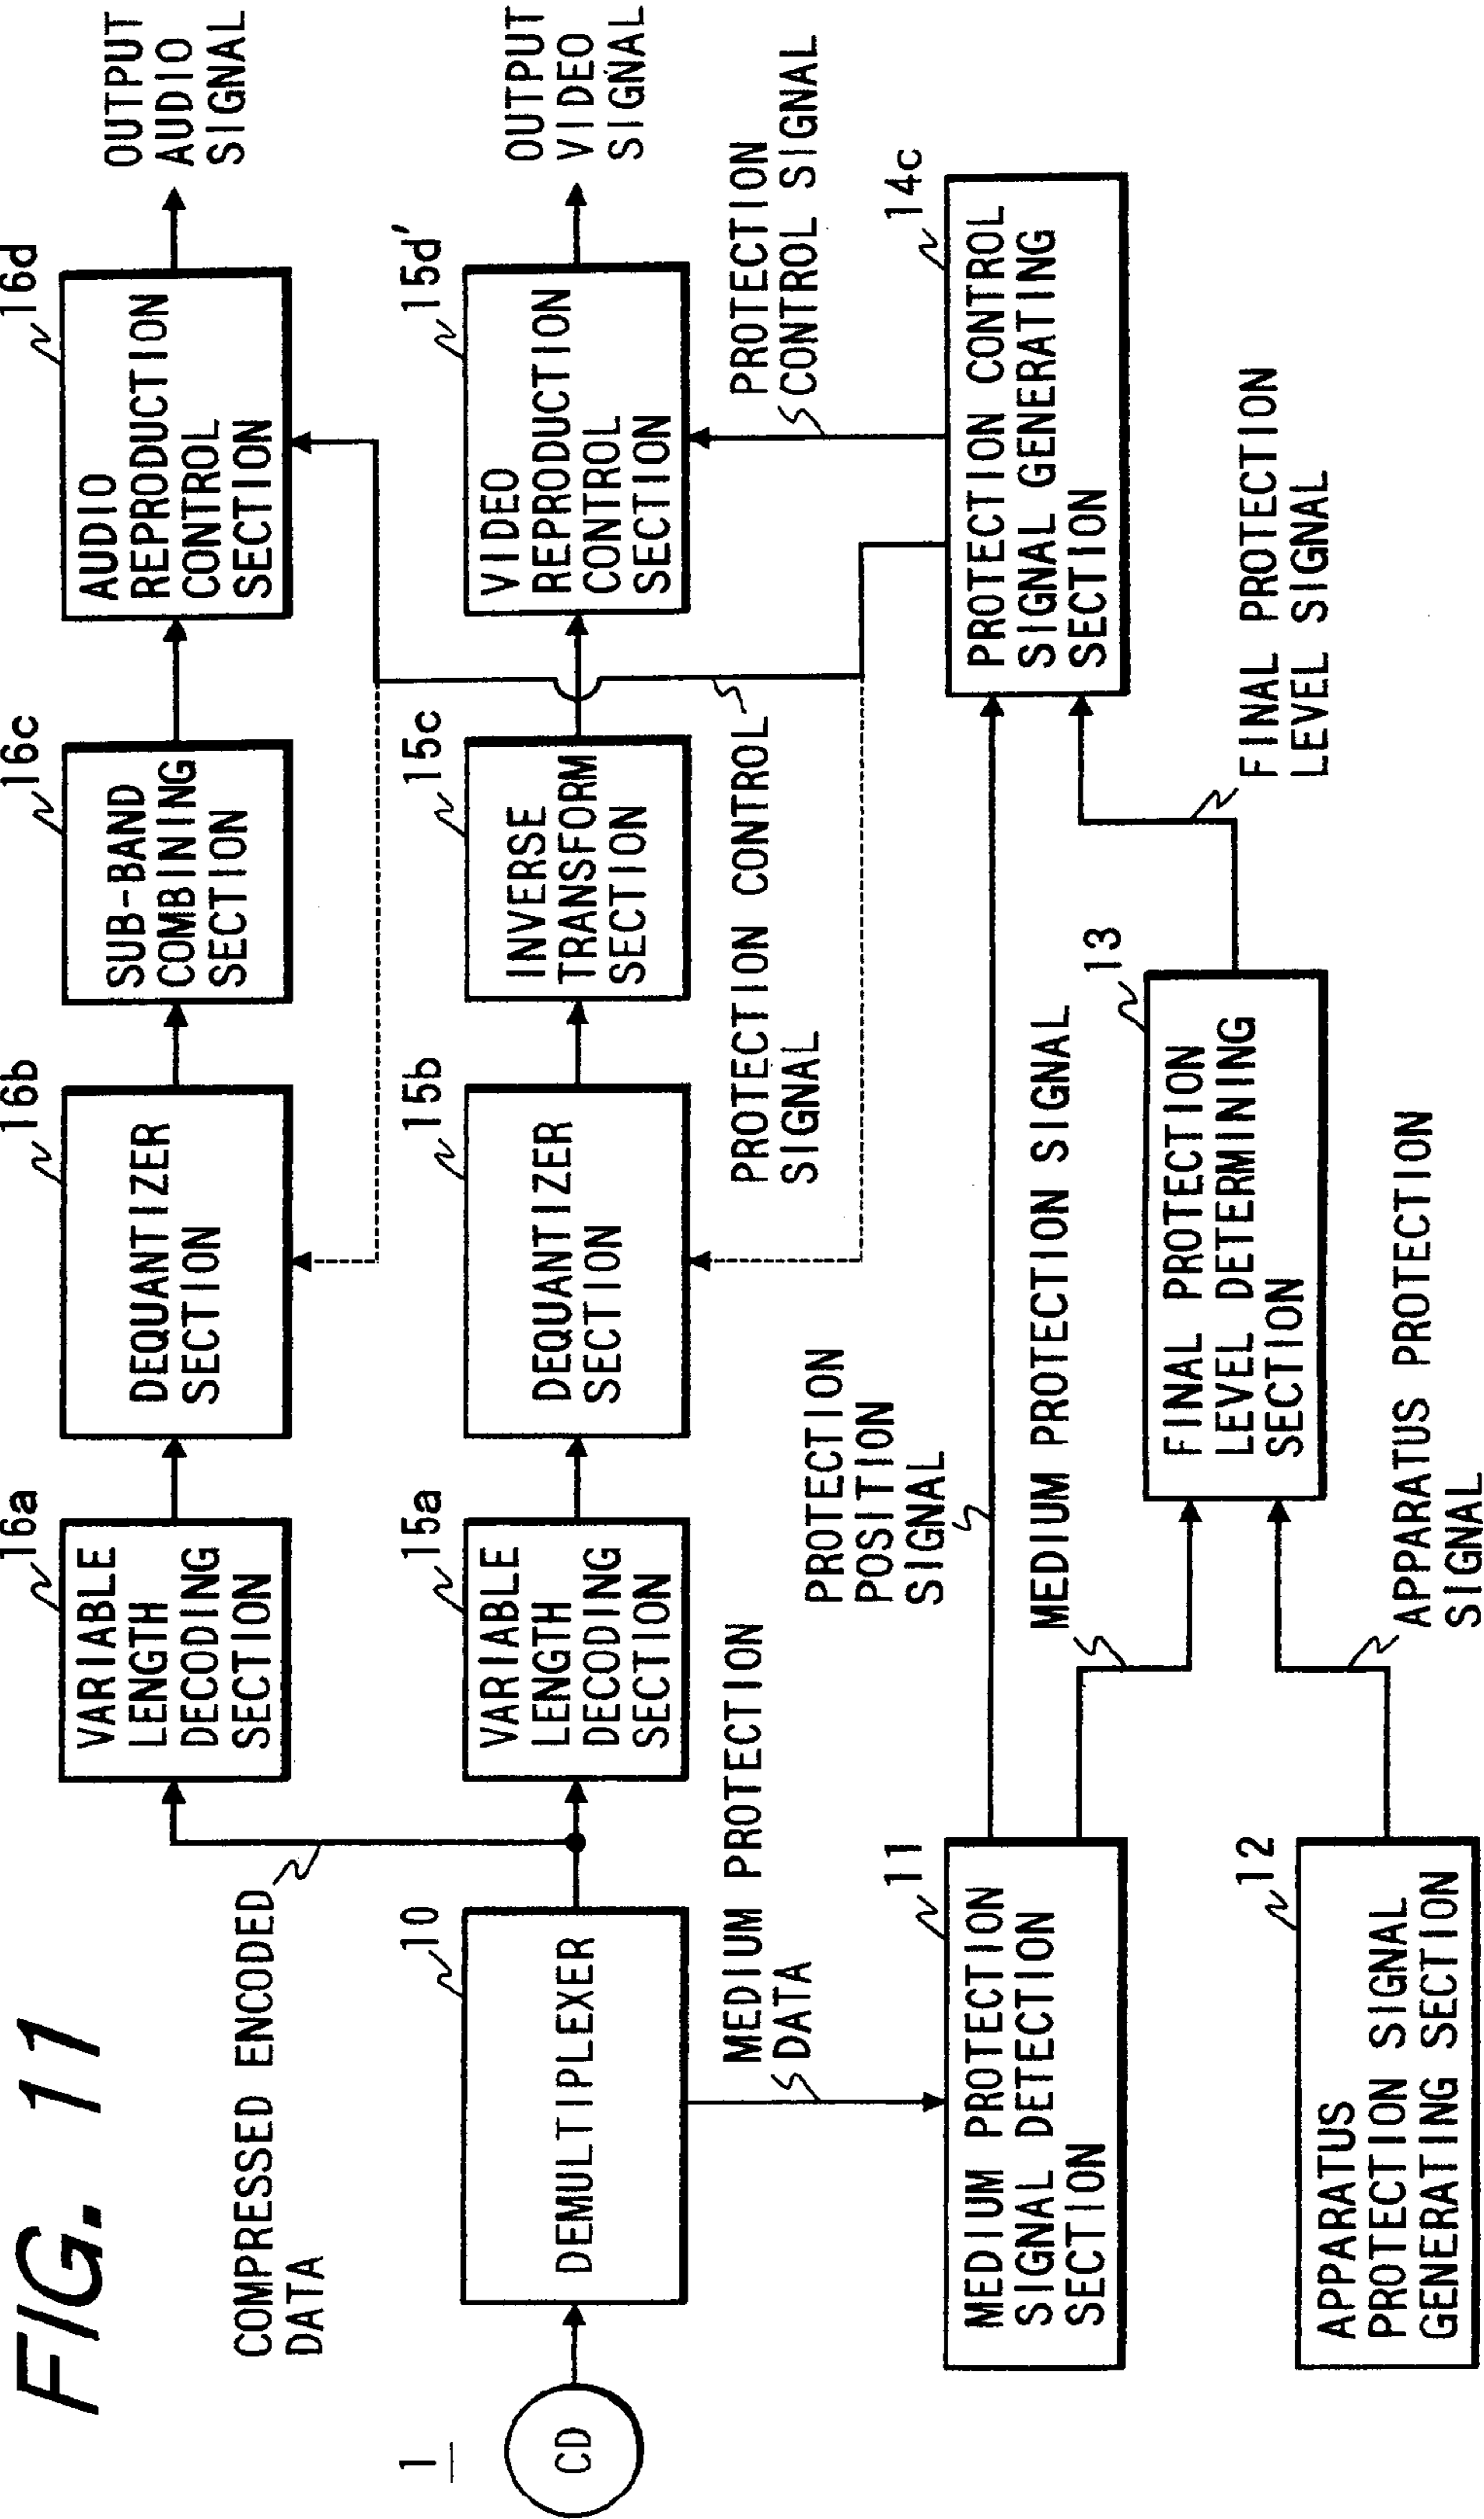 FIG. 11
COMPRESSED ENCODED
DATA
16a
VARIABLE
LENGTH
DECODING
SECTION
16b
DEQUANTIZER
SECTION
16c
SUB-BAND
COMBINING
SECTION
16d
AUDIO
REPRODUCTION
CONTROL
SECTION
OUTPUT
AUDIO
SIGNAL
1
CD
10
DEMULTIPLEXER
15a
VARIABLE
LENGTH
DECODING
SECTION
15b
DEQUANTIZER
SECTION
15c
INVERSE
TRANSFORM
SECTION
15d'
VIDEO
REPRODUCTION
CONTROL
SECTION
OUTPUT
VIDEO
SIGNAL
MEDIUM PROTECTION
DATA
PROTECTION
POSITION
SIGNAL
PROTECTION CONTROL
SIGNAL
PROTECTION
CONTROL SIGNAL
11
MEDIUM PROTECTION
SIGNAL DETECTION
SECTION
MEDIUM PROTECTION SIGNAL
14c
PROTECTION CONTROL
SIGNAL GENERATING
SECTION
13
FINAL PROTECTION
LEVEL DETERMINING
SECTION
FINAL PROTECTION
LEVEL SIGNAL
12
APPARATUS
PROTECTION SIGNAL
GENERATING SECTION
APPARATUS PROTECTION
SIGNAL